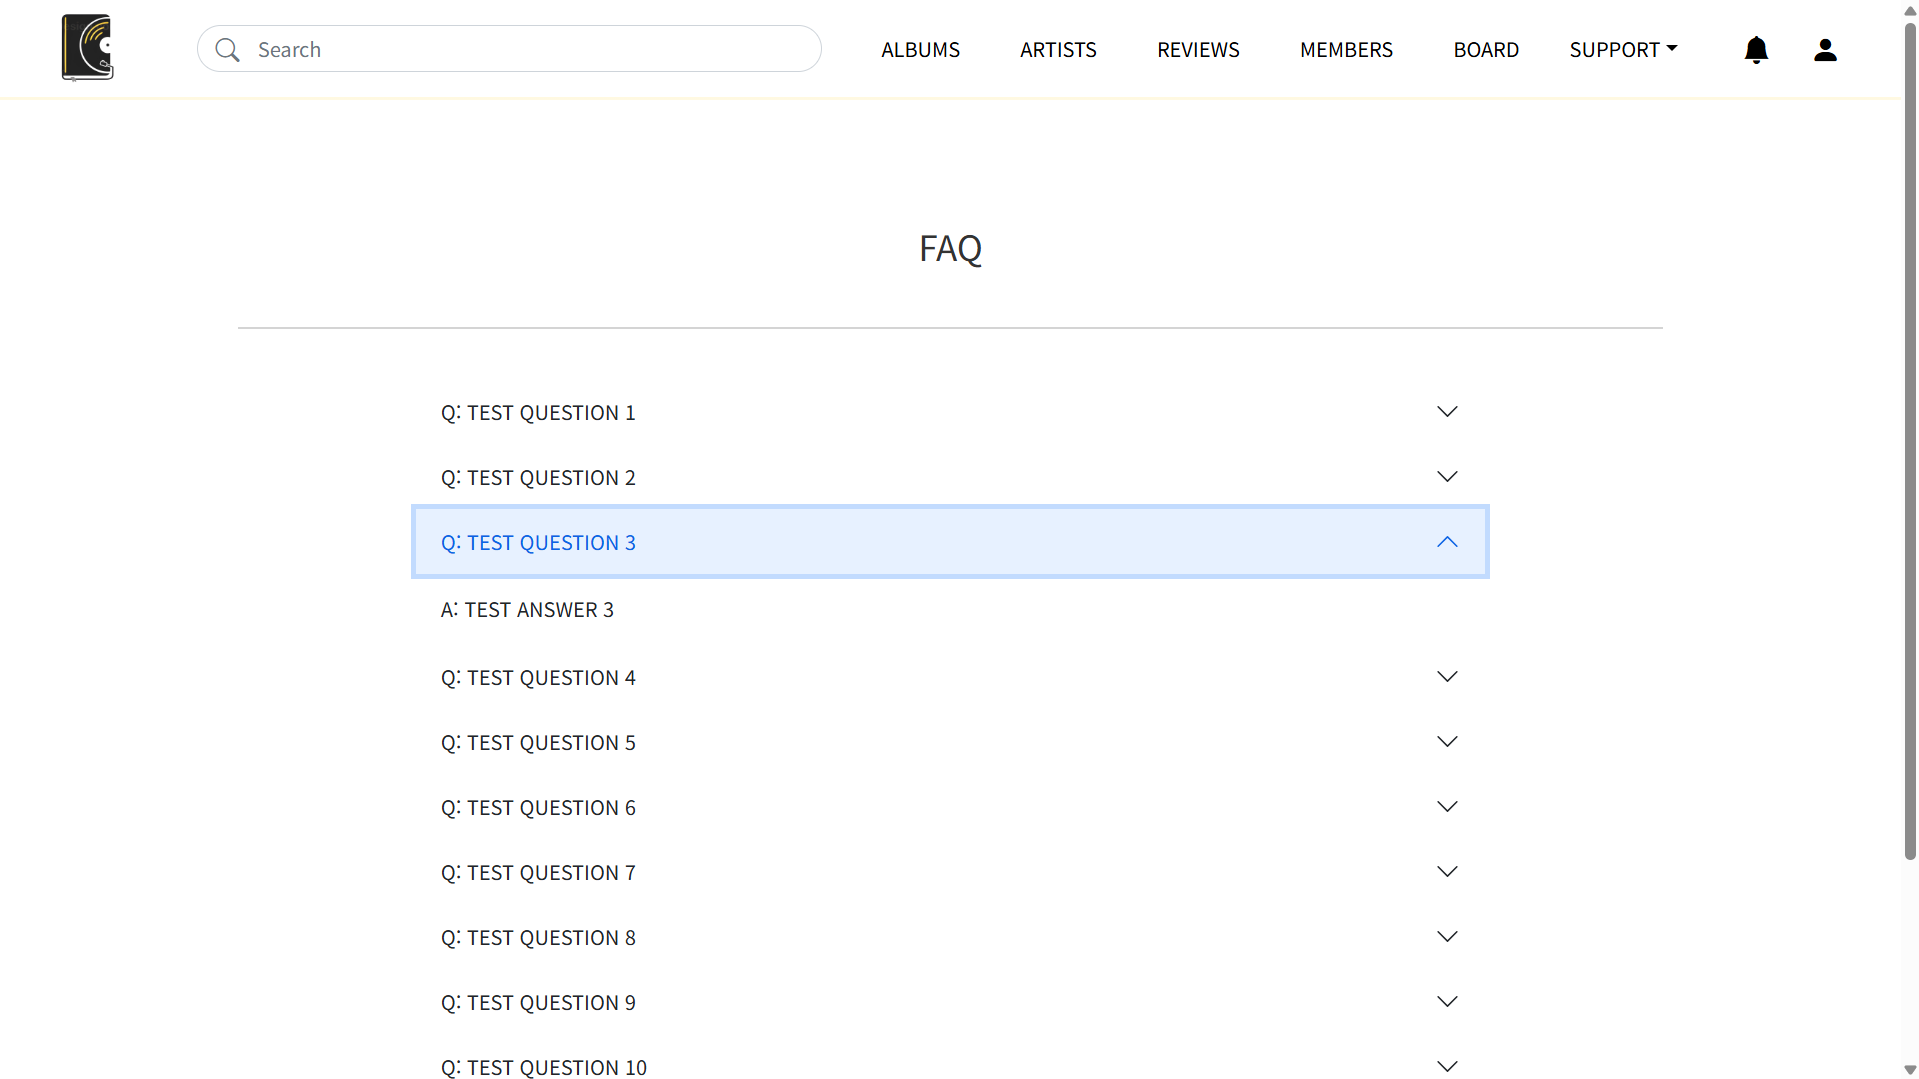 Search
ALBUMS
ARTISTS
REVIEWS
MEMBERS
BOARD
SUPPORT
FAQ
Q: TEST QUESTION 1
Q: TEST QUESTION 2
Q: TEST QUESTION 3
A: TEST ANSWER 3
Q: TEST QUESTION 4
Q: TEST QUESTION 5
Q: TEST QUESTION 6
Q: TEST QUESTION 7
Q: TEST QUESTION 8
Q: TEST QUESTION 9
Q: TEST QUESTION 10